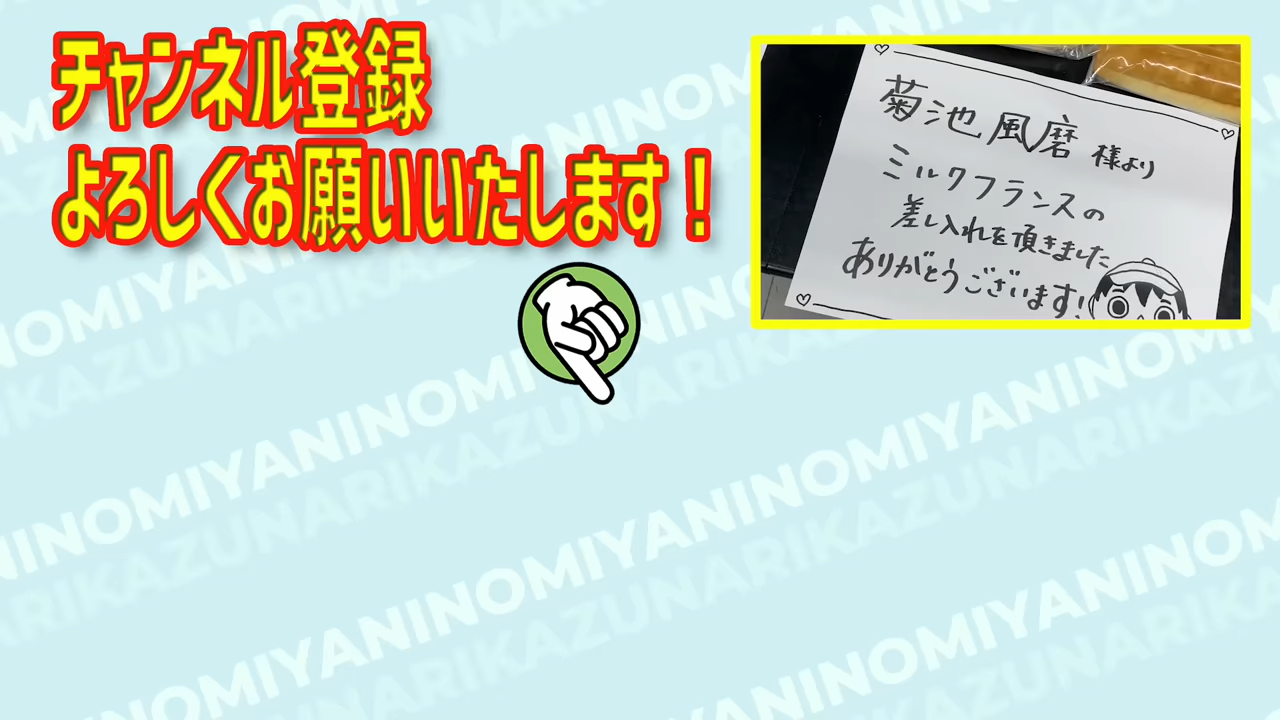 チャンネル登録
よろしくお願いいたします！
菊池風磨 様より
ミルクフランスの
差し入れを頂きました
ありがとうございます!
NINOMIYANINOMIYANINOMIYA
KAZUNARIKAZUNARIKAZUNARI